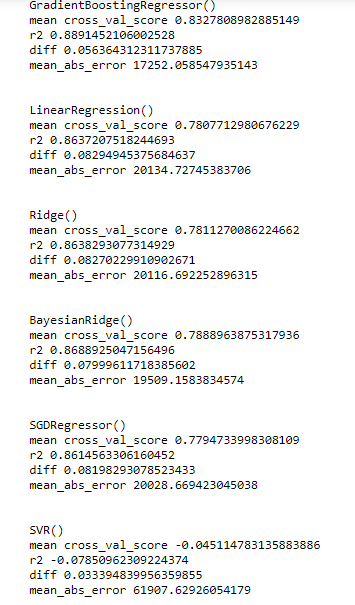 GradientBoostingRegressor()
mean cross_val_score 0.8327808982885149
r2 0.8891452106002528
diff 0.056364312311737885
mean_abs_error 17252.058547935143
LinearRegression()
mean cross_val_score 0.7807712980676229
r2 0.8637207518244693
diff 0.08294945375684637
mean_abs_error 20134.72745383706
Ridge()
mean cross_val_score 0.7811270086224662
r2 0.8638293077314929
diff 0.08270229910902671
mean_abs_error 20116.692252896315
BayesianRidge()
mean cross_val_score 0.7888963875317936
r2 0.8688925047156496
diff 0.07999611718385602
mean_abs_error 19509.1583834574
SGDRegressor()
mean cross_val_score 0.7794733998308109
r2 0.8614563306160452
diff 0.08198293078523433
mean_abs_error 20028.669423045038
SVR()
mean cross_val_score -0.045114783135883886
r2 -0.07850962309224374
diff 0.033394839956359855
mean_abs_error 61907.62926054179